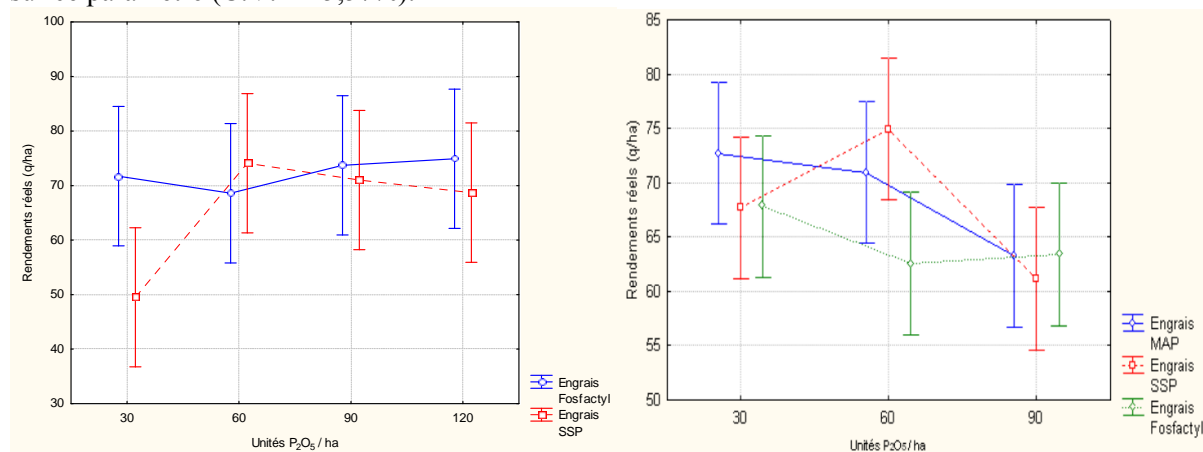 Rendements réels (q/ha)
100
90
80
70
60
50
40
30
30
60
90
120
Unités P₂O₅ / ha
Engrais
Fosfactyl
Engrais
SSP
Rendements réels (q/ha)
85
80
75
70
65
60
55
50
30
60
90
Unités P₂O₅/ ha
Engrais
MAP
Engrais
SSP
Engrais
Fosfactyl